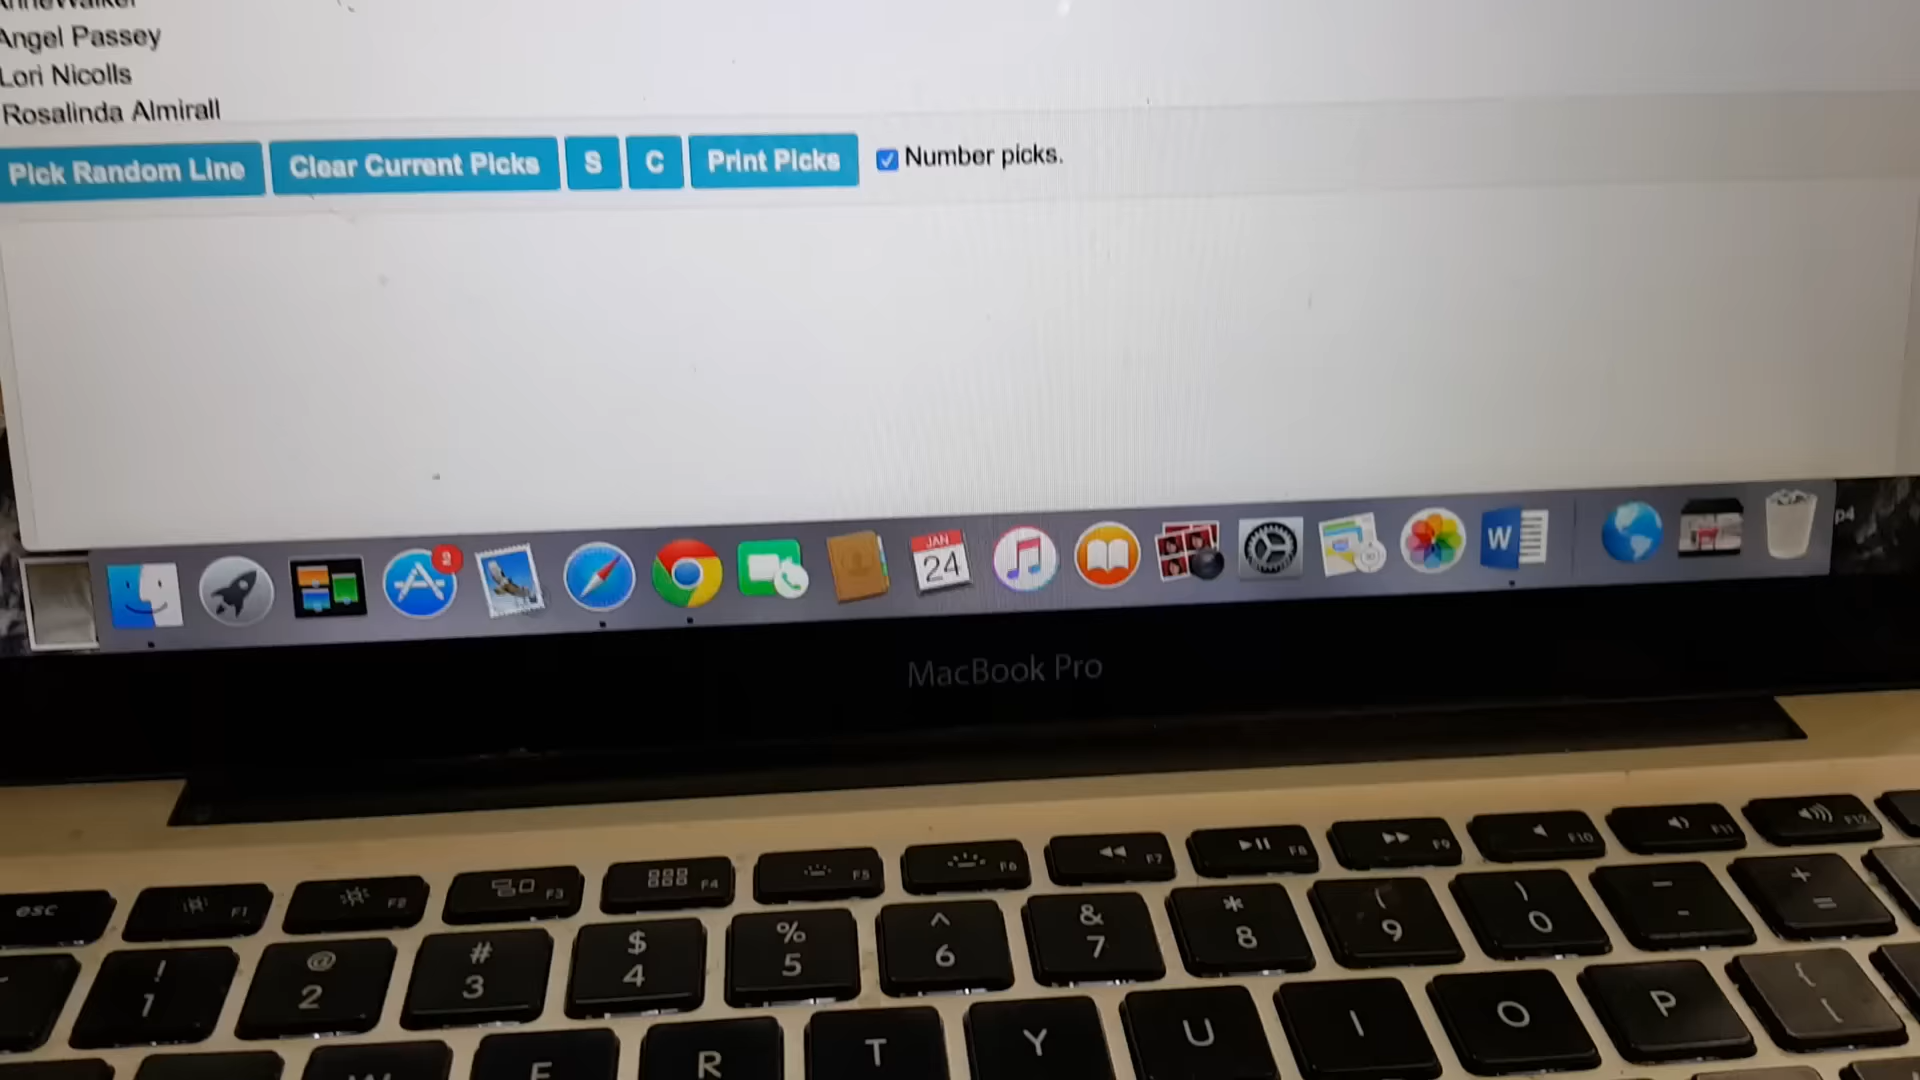 Angel Passey
Lori Nicolls
Rosalinda Almirall
Pick Random Line Clear Current Picks S C Print Picks Number picks.
2
JAN
24
W
p4
MacBook Pro
esc F1 F2 F3 F4 F5 F6 F7 F8 F9 F10 F11 F12
! @ # $ % ^ & * ( ) _ +
1 2 3 4 5 6 7 8 9 0 - =
R T Y U I O P { [